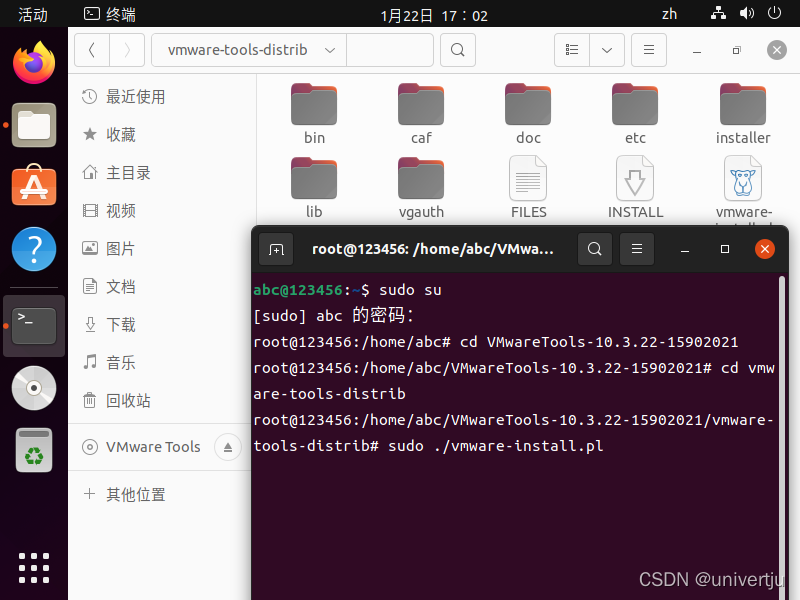 活动
终端
1月22日 17：02
zh
vmware-tools-distrib
最近使用
收藏
主目录
视频
图片
文档
下载
音乐
回收站
VMware Tools
其他位置
bin
caf
doc
etc
installer
lib
vgauth
FILES
INSTALL
vmware-
root@123456: /home/abc/VMwa...
abc@123456:~$ sudo su
[sudo] abc 的密码：
root@123456:/home/abc# cd VMwareTools-10.3.22-15902021
root@123456:/home/abc/VMwareTools-10.3.22-15902021# cd vmw
are-tools-distrib
root@123456:/home/abc/VMwareTools-10.3.22-15902021/vmware-
tools-distrib# sudo ./vmware-install.pl
CSDN @univertju